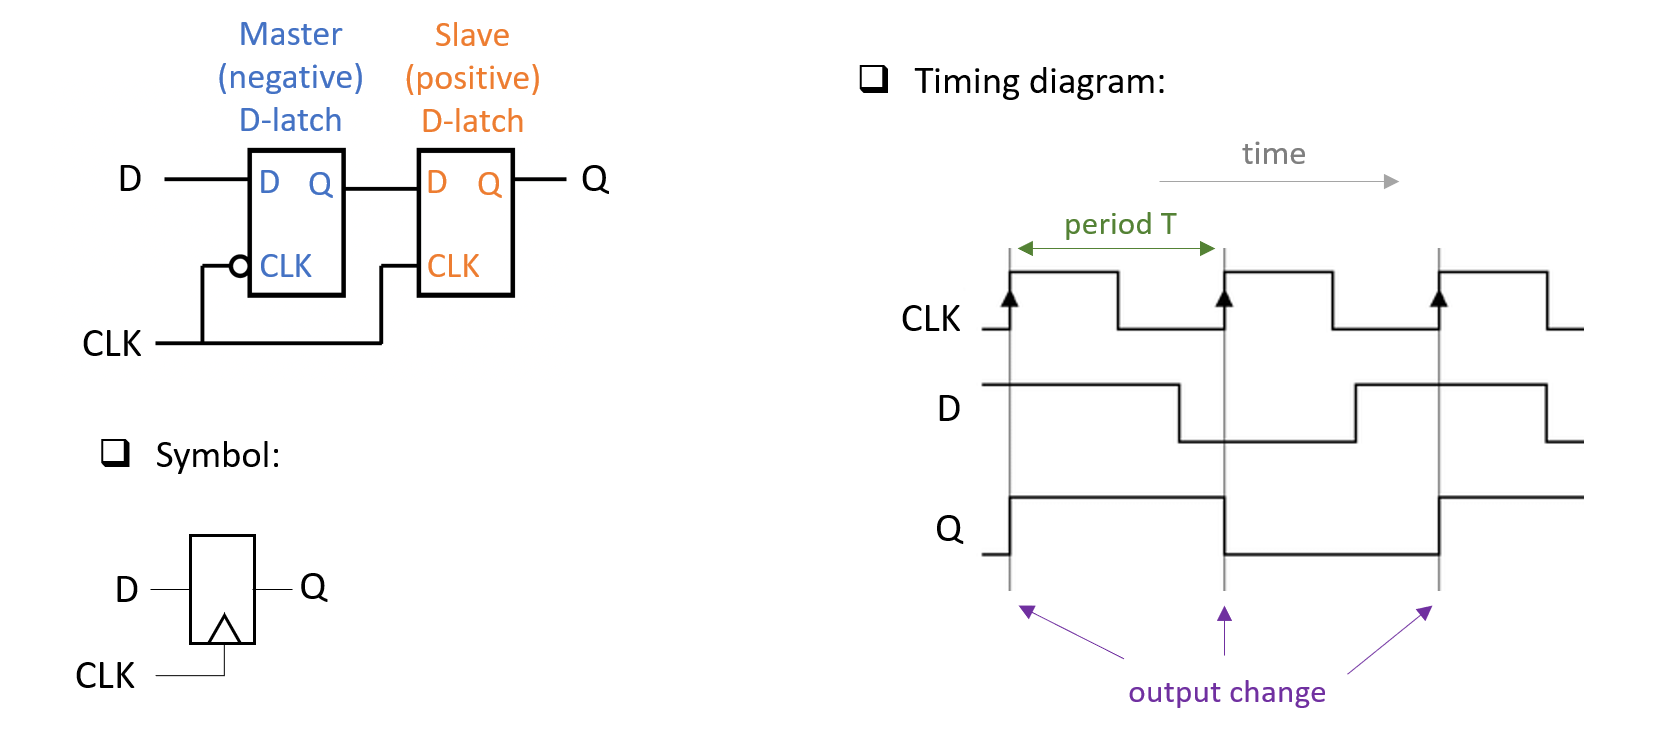 Master
(negative)
D-latch
Slave
(positive)
D-latch
D
D Q
D Q
Q
CLK
CLK
CLK
❑ Symbol:
D
Q
CLK
❑ Timing diagram:
time
period T
CLK
D
Q
output change